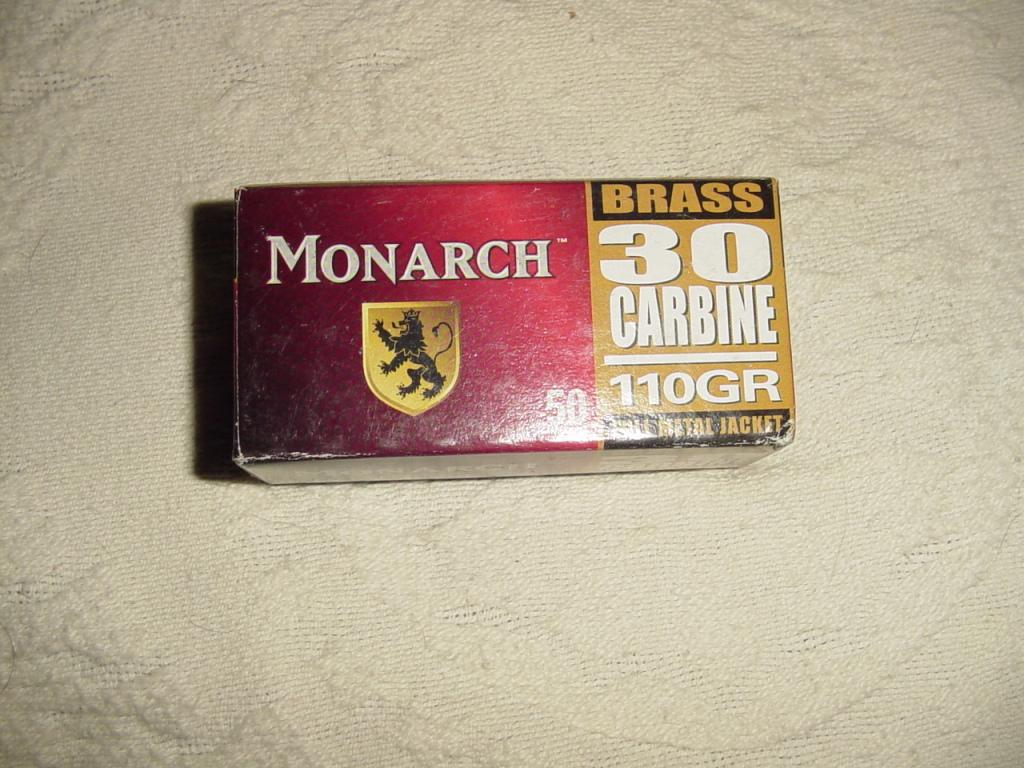 MONARCH™
50
BRASS
30
CARBINE
110GR
METAL JACKET